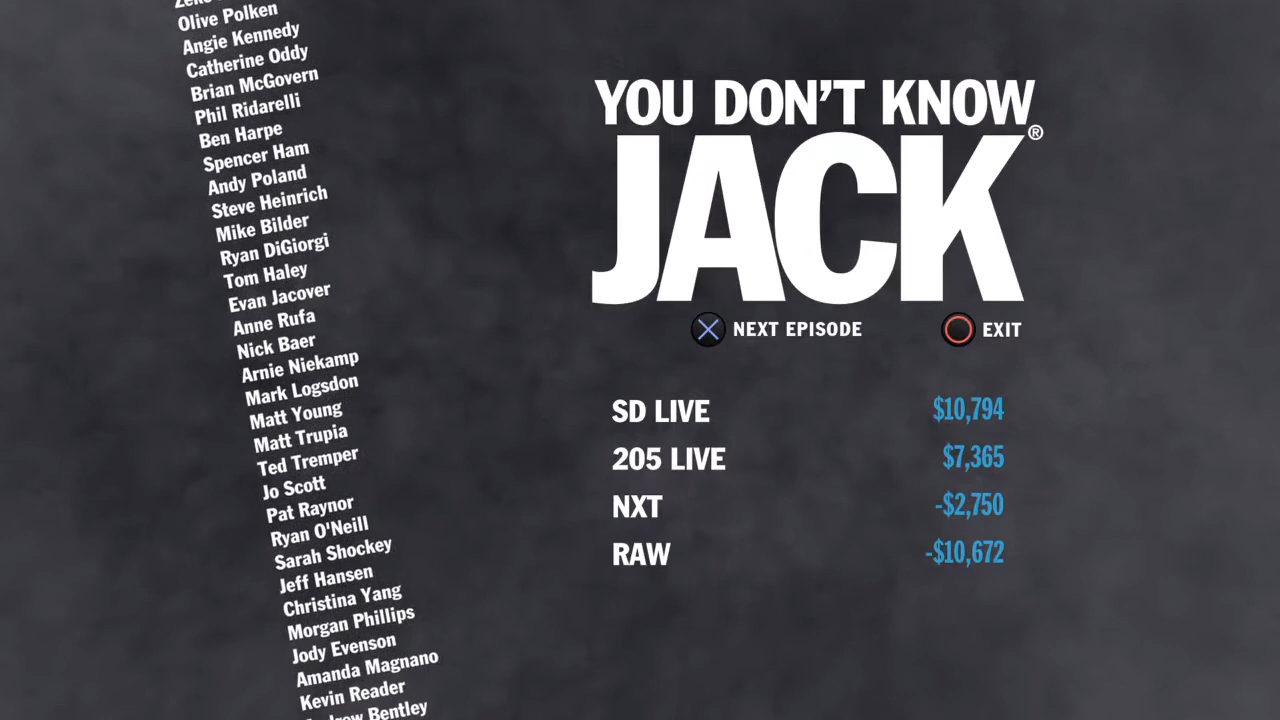 Olive Polken
Angie Kennedy
Catherine Oddy
Brian McGovern
Phil Ridarelli
Ben Harpe
Spencer Ham
Andy Poland
Steve Heinrich
Mike Bilder
Ryan DiGiorgi
Tom Haley
Evan Jacover
Anne Rufa
Nick Baer
Arnie Niekamp
Mark Logsdon
Matt Young
Matt Trupia
Ted Tremper
Jo Scott
Pat Raynor
Ryan O'Neill
Sarah Shockey
Jeff Hansen
Christina Yang
Morgan Phillips
Jody Evenson
Amanda Magnano
Kevin Reader
Andrew Bentley
YOU DON'T KNOW
JACK®
NEXT EPISODE EXIT
SD LIVE $10,794
205 LIVE $7,365
NXT -$2,750
RAW -$10,672